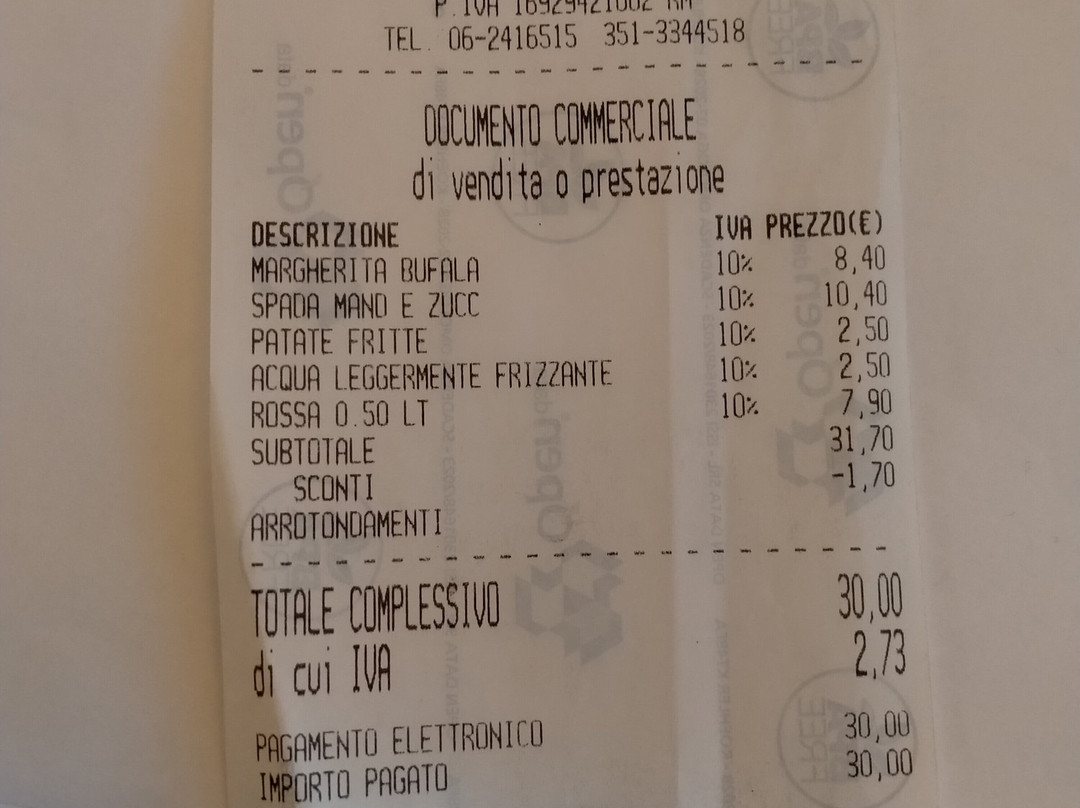 TEL. 06-2416515 351-3344518
DOCUMENTO COMMERCIALE
di vendita o prestazione
DESCRIZIONE IVA PREZZO(€)
MARGHERITA BUFALA 10% 8,40
SPADA MAND E ZUCC 10% 10,40
PATATE FRITTE 10% 2,50
ACQUA LEGGERMENTE FRIZZANTE 10% 2,50
ROSSA 0.50 LT 10% 7,90
SUBTOTALE 31,70
SCONTI -1,70
ARROTONDAMENTI
TOTALE COMPLESSIVO 30,00
di cui IVA 2,73
PAGAMENTO ELETTRONICO 30,00
IMPORTO PAGATO 30,00